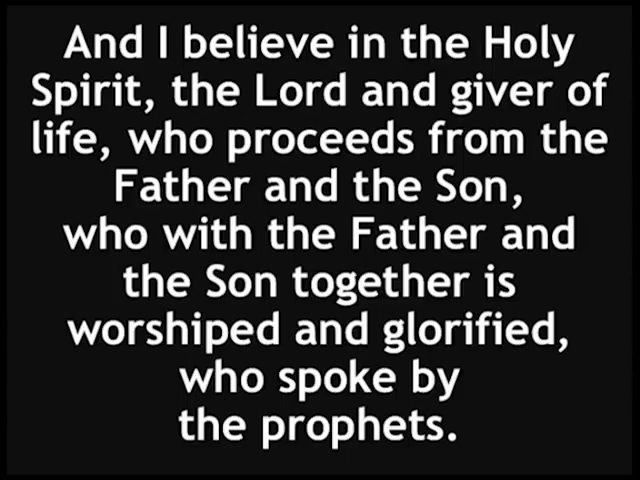 And I believe in the Holy
Spirit, the Lord and giver of
life, who proceeds from the
Father and the Son,
who with the Father and
the Son together is
worshiped and glorified,
who spoke by
the prophets.